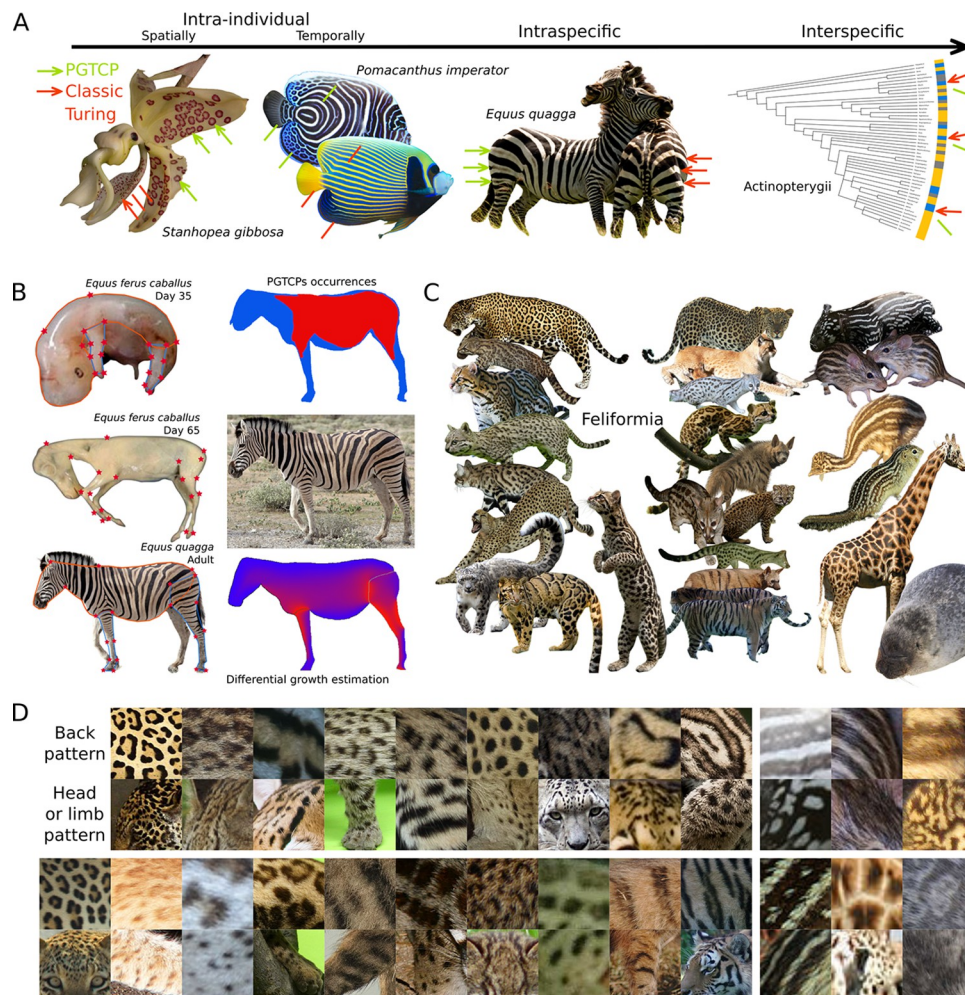 A
Intra-individual
Spatially
Temporally
Intraspecific
Interspecific
PGTCP
Classic
Turing
Pomacanthus imperator
Equus quagga
Actinopterygii
Stanhopea gibbosa
B
Equus ferus caballus
Day 35
PGTCPs occurrences
Equus ferus caballus
Day 65
Equus quagga
Adult
Differential growth estimation
C
Feliformia
D
Back
pattern
Head
or limb
pattern